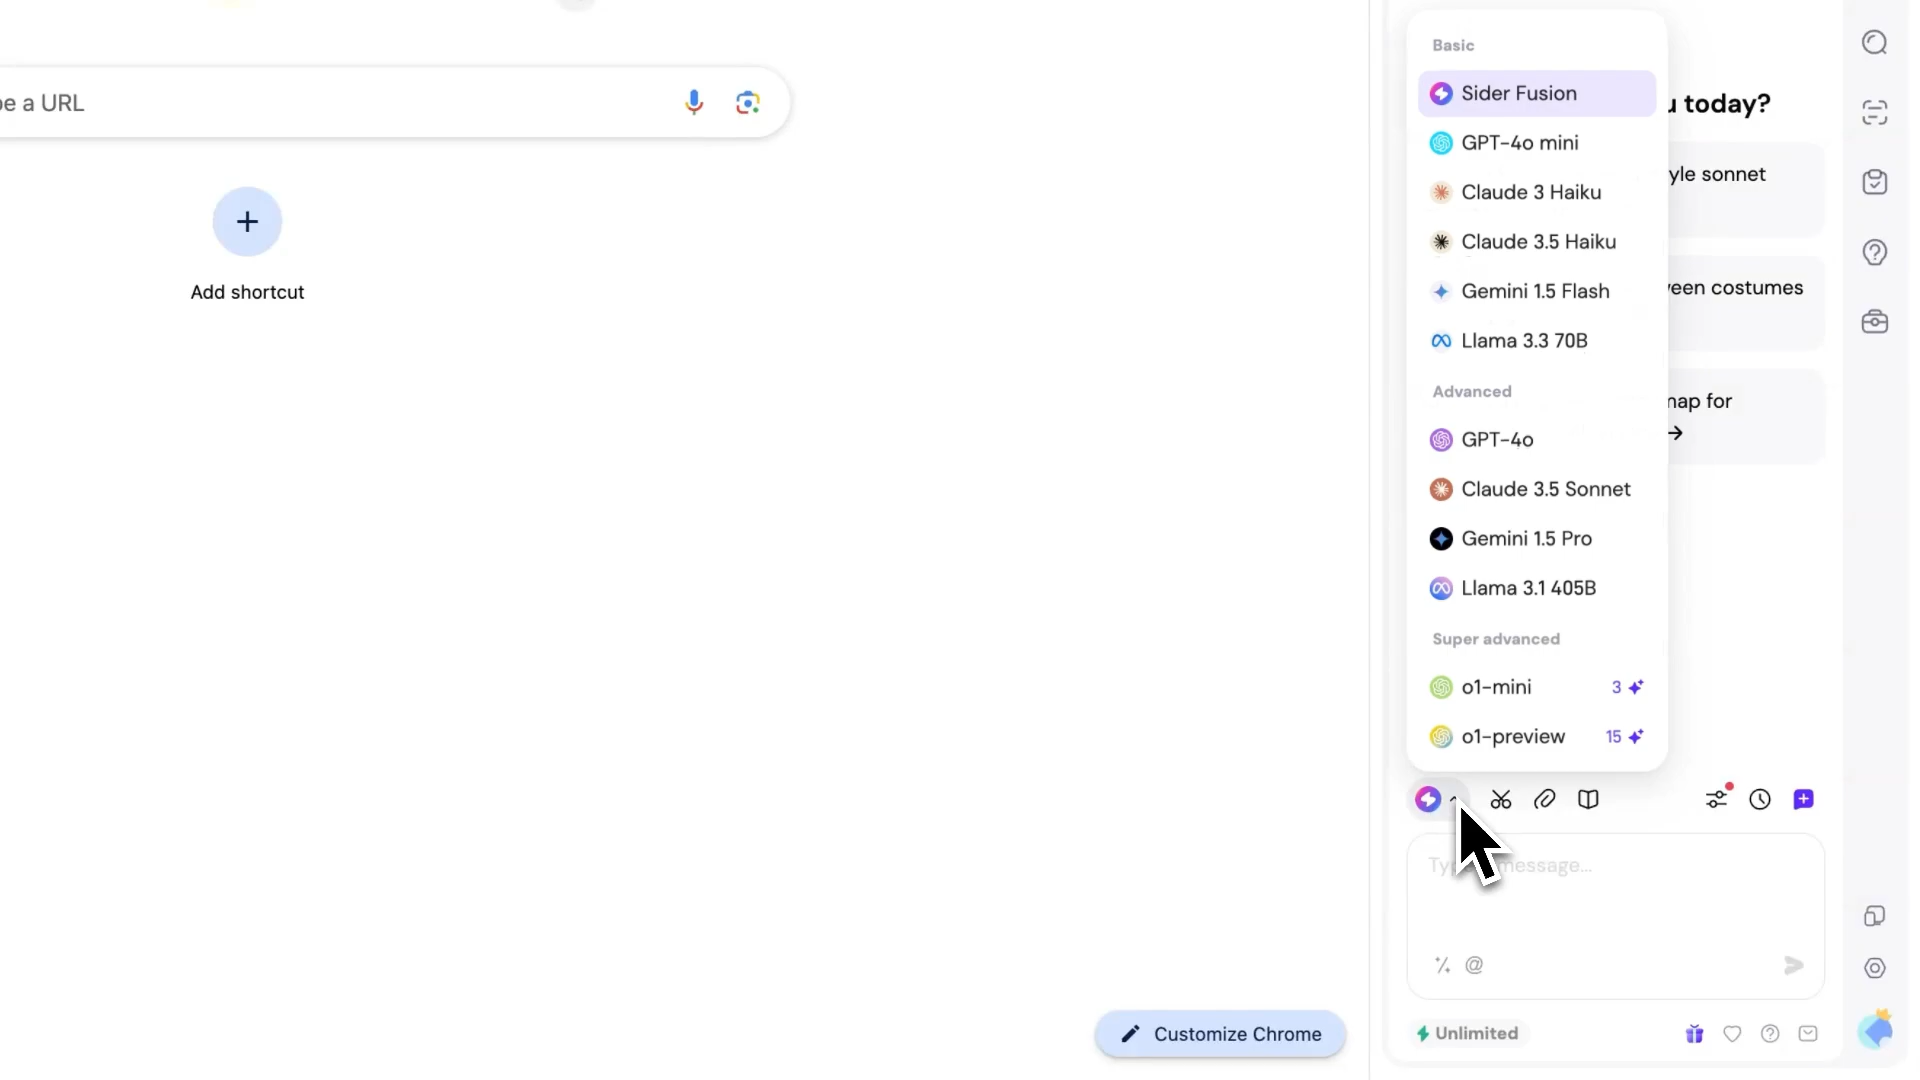 pe a URL
Add shortcut
Customize Chrome
Basic
Sider Fusion
GPT-4o mini
Claude 3 Haiku
Claude 3.5 Haiku
Gemini 1.5 Flash
Llama 3.3 70B
Advanced
GPT-4o
Claude 3.5 Sonnet
Gemini 1.5 Pro
Llama 3.1 405B
Super advanced
o1-mini 3
o1-preview 15
u today?
yle sonnet
een costumes
map for
message...
@
Unlimited